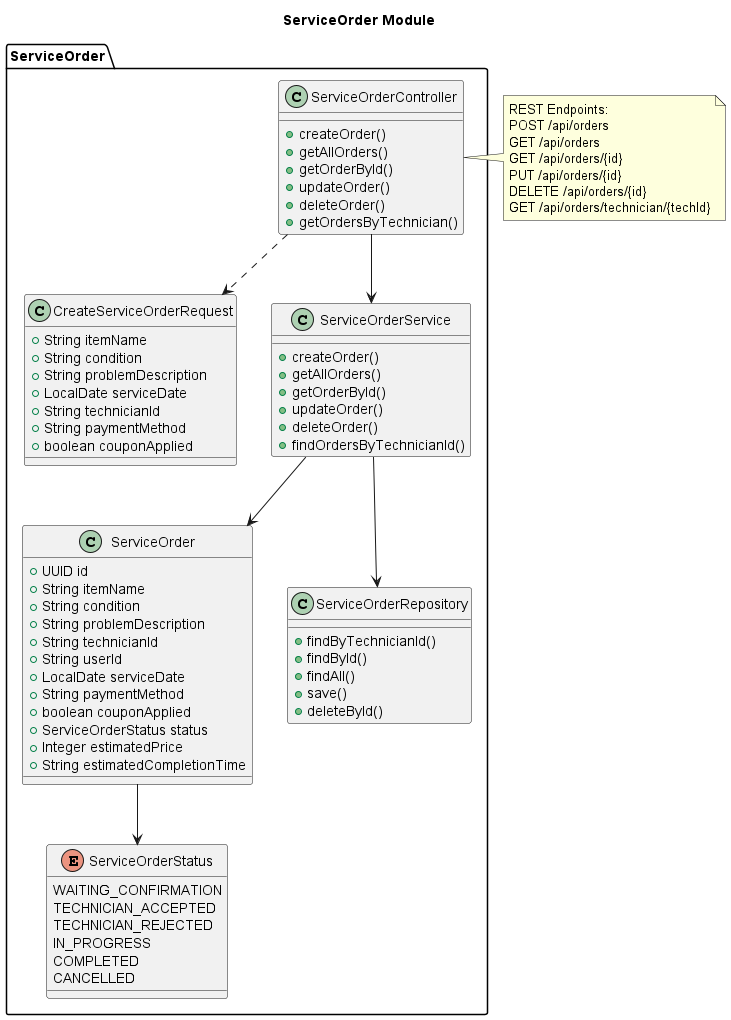 ServiceOrder Module
ServiceOrder
C ServiceOrderController
createOrder()
getAllOrders()
getOrderById()
updateOrder()
deleteOrder()
getOrdersByTechnician()
REST Endpoints:
POST /api/orders
GET /api/orders
GET /api/orders/{id}
PUT /api/orders/{id}
DELETE /api/orders/{id}
GET /api/orders/technician/{techId}
C CreateServiceOrderRequest
String itemName
String condition
String problemDescription
LocalDate serviceDate
String technicianId
String paymentMethod
boolean couponApplied
C ServiceOrderService
createOrder()
getAllOrders()
getOrderById()
updateOrder()
deleteOrder()
findOrdersByTechnicianId()
C ServiceOrder
UUID id
String itemName
String condition
String problemDescription
String technicianId
String userId
LocalDate serviceDate
String paymentMethod
boolean couponApplied
ServiceOrderStatus status
Integer estimatedPrice
String estimatedCompletionTime
C ServiceOrderRepository
findByTechnicianId()
findById()
findAll()
save()
deleteById()
E ServiceOrderStatus
WAITING_CONFIRMATION
TECHNICIAN_ACCEPTED
TECHNICIAN_REJECTED
IN_PROGRESS
COMPLETED
CANCELLED